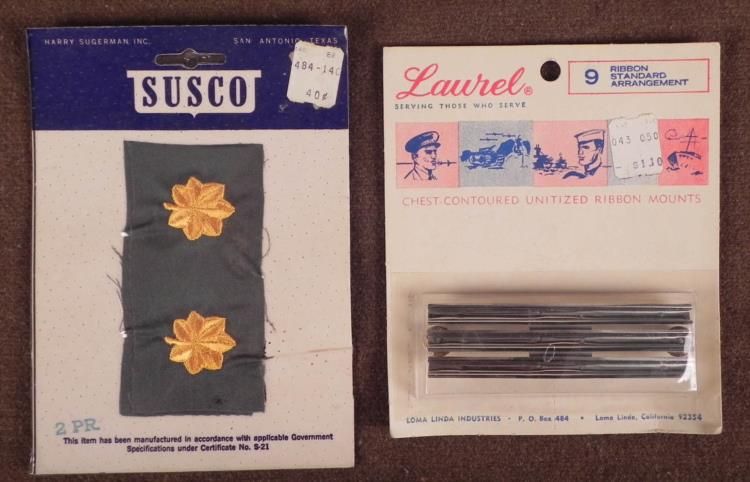 HARRY SUGERMAN, INC. SAN ANTONIO, TEXAS
484-14C
40¢
SUSCO
2 PR
This item has been manufactured in accordance with applicable Government
Specifications under Certificate No. S-21
Laurel®
SERVING THOSE WHO SERVE
9 RIBBON
STANDARD
ARRANGEMENT
043 050
$1.10
CHEST-CONTOURED UNITIZED RIBBON MOUNTS
LOMA LINDA INDUSTRIES • P. O. Box 484 • Loma Linda, California 92354